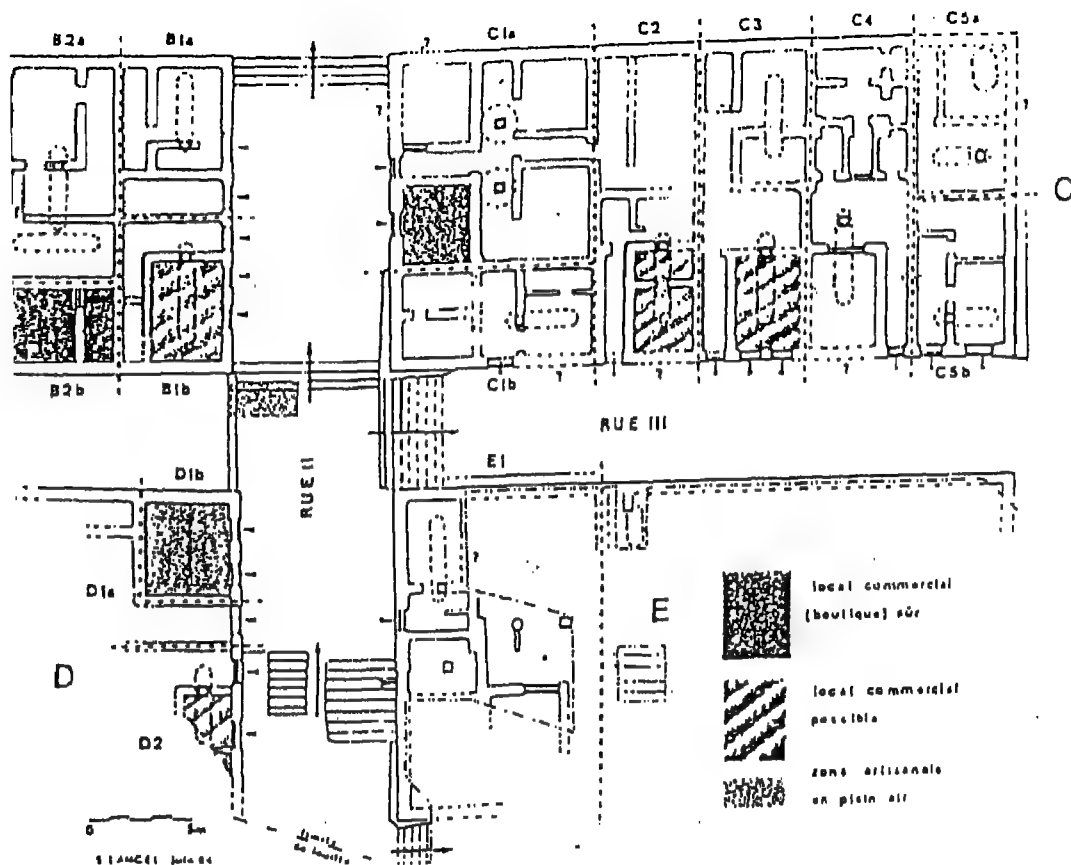 B2a B1a C1a C2 C3 C4 C5a
?
?
?
α
C
B2b B1b C1b ? ? ? C5b
RUE III
RUE II
D1b E1
?
D1a
D E
D2
local commercial
(boutique) sûr
local commercial
possible
zone artisanale
en plein air
0 5m
S LANCEL